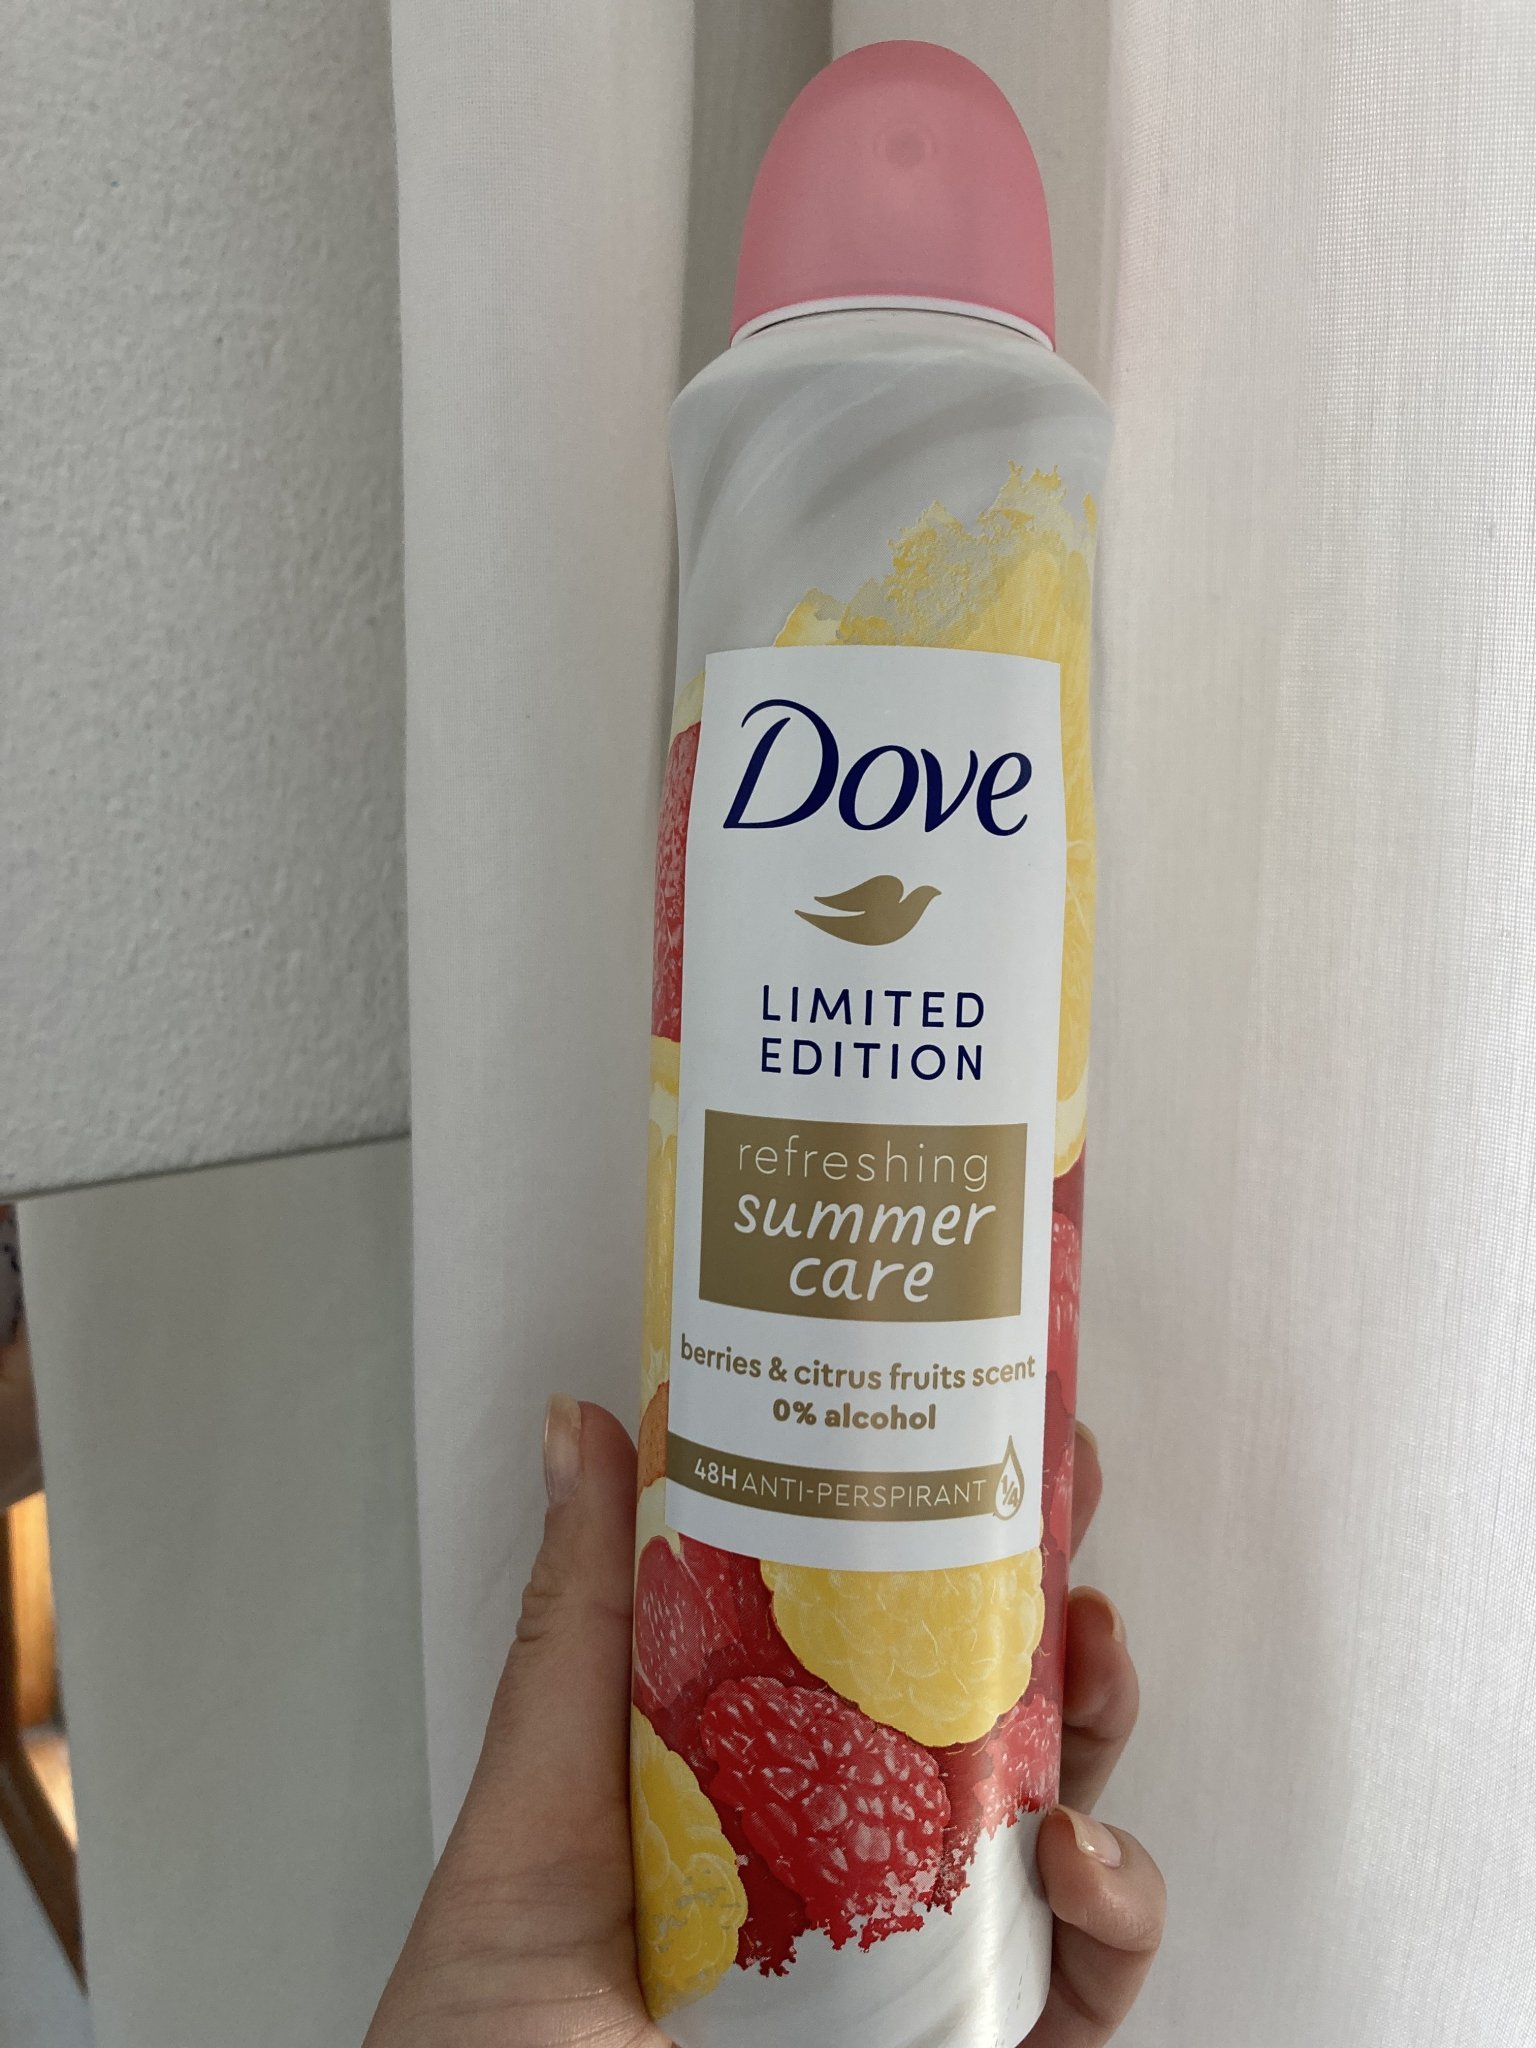 Dove
LIMITED
EDITION
refreshing
summer
care
berries & citrus fruits scent
0% alcohol
48H ANTI-PERSPIRANT
1/4